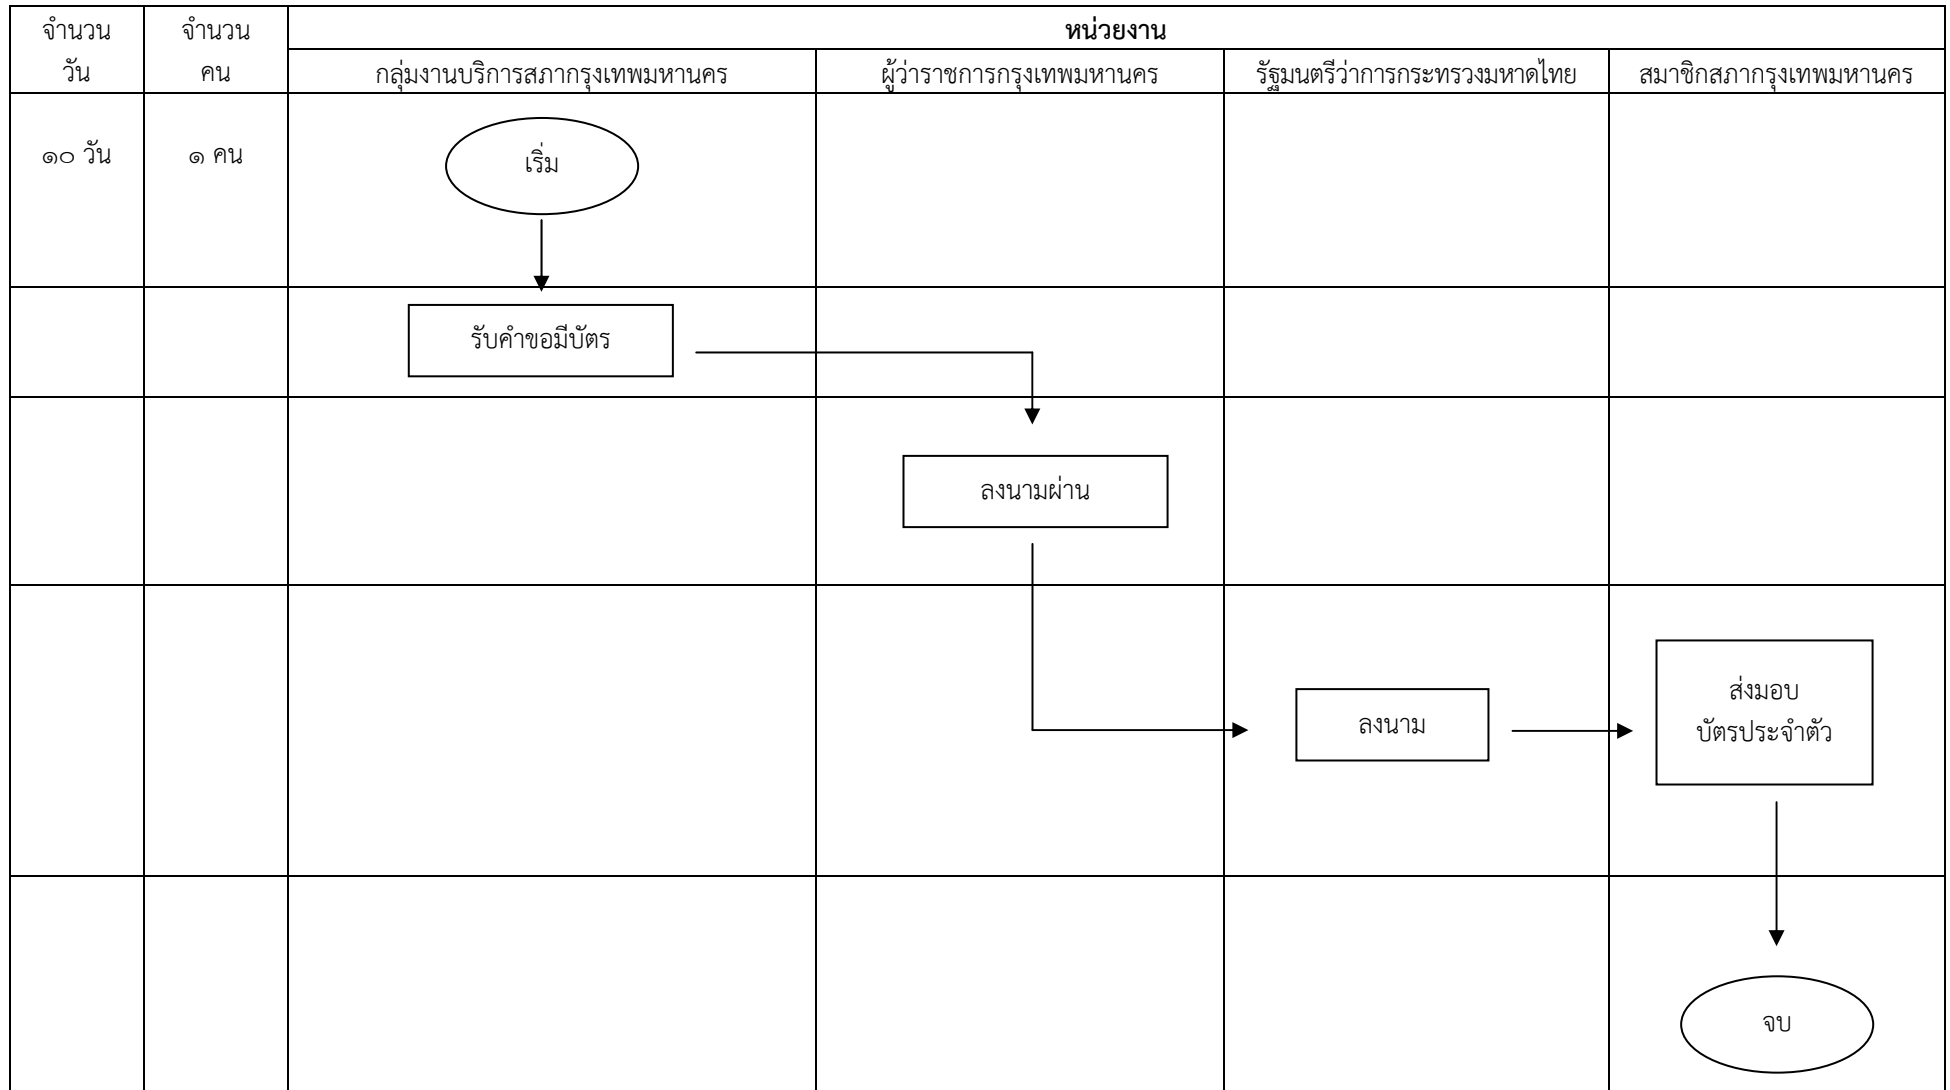 จำนวน
วัน
จำนวน
คน
หน่วยงาน
กลุ่มงานบริการสภากรุงเทพมหานคร
ผู้ว่าราชการกรุงเทพมหานคร
รัฐมนตรีว่าการกระทรวงมหาดไทย
สมาชิกสภากรุงเทพมหานคร
๑๐ วัน
๑ คน
เริ่ม
รับคำขอมีบัตร
ลงนามผ่าน
ลงนาม
ส่งมอบ
บัตรประจำตัว
จบ